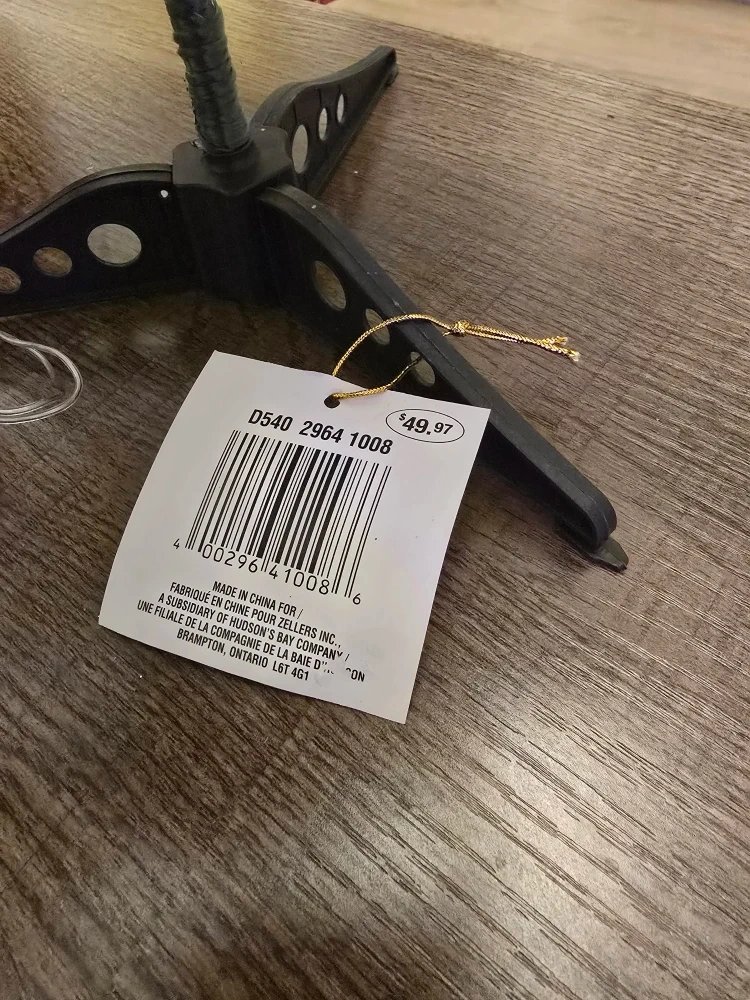 D540 2964 1008
$49.97
4 00296 41008 6
MADE IN CHINA FOR /
FABRIQUÉ EN CHINE POUR ZELLERS INC.,
A SUBSIDIARY OF HUDSON'S BAY COMPANY /
UNE FILIALE DE LA COMPAGNIE DE LA BAIE
BRAMPTON, ONTARIO L6T 4G1